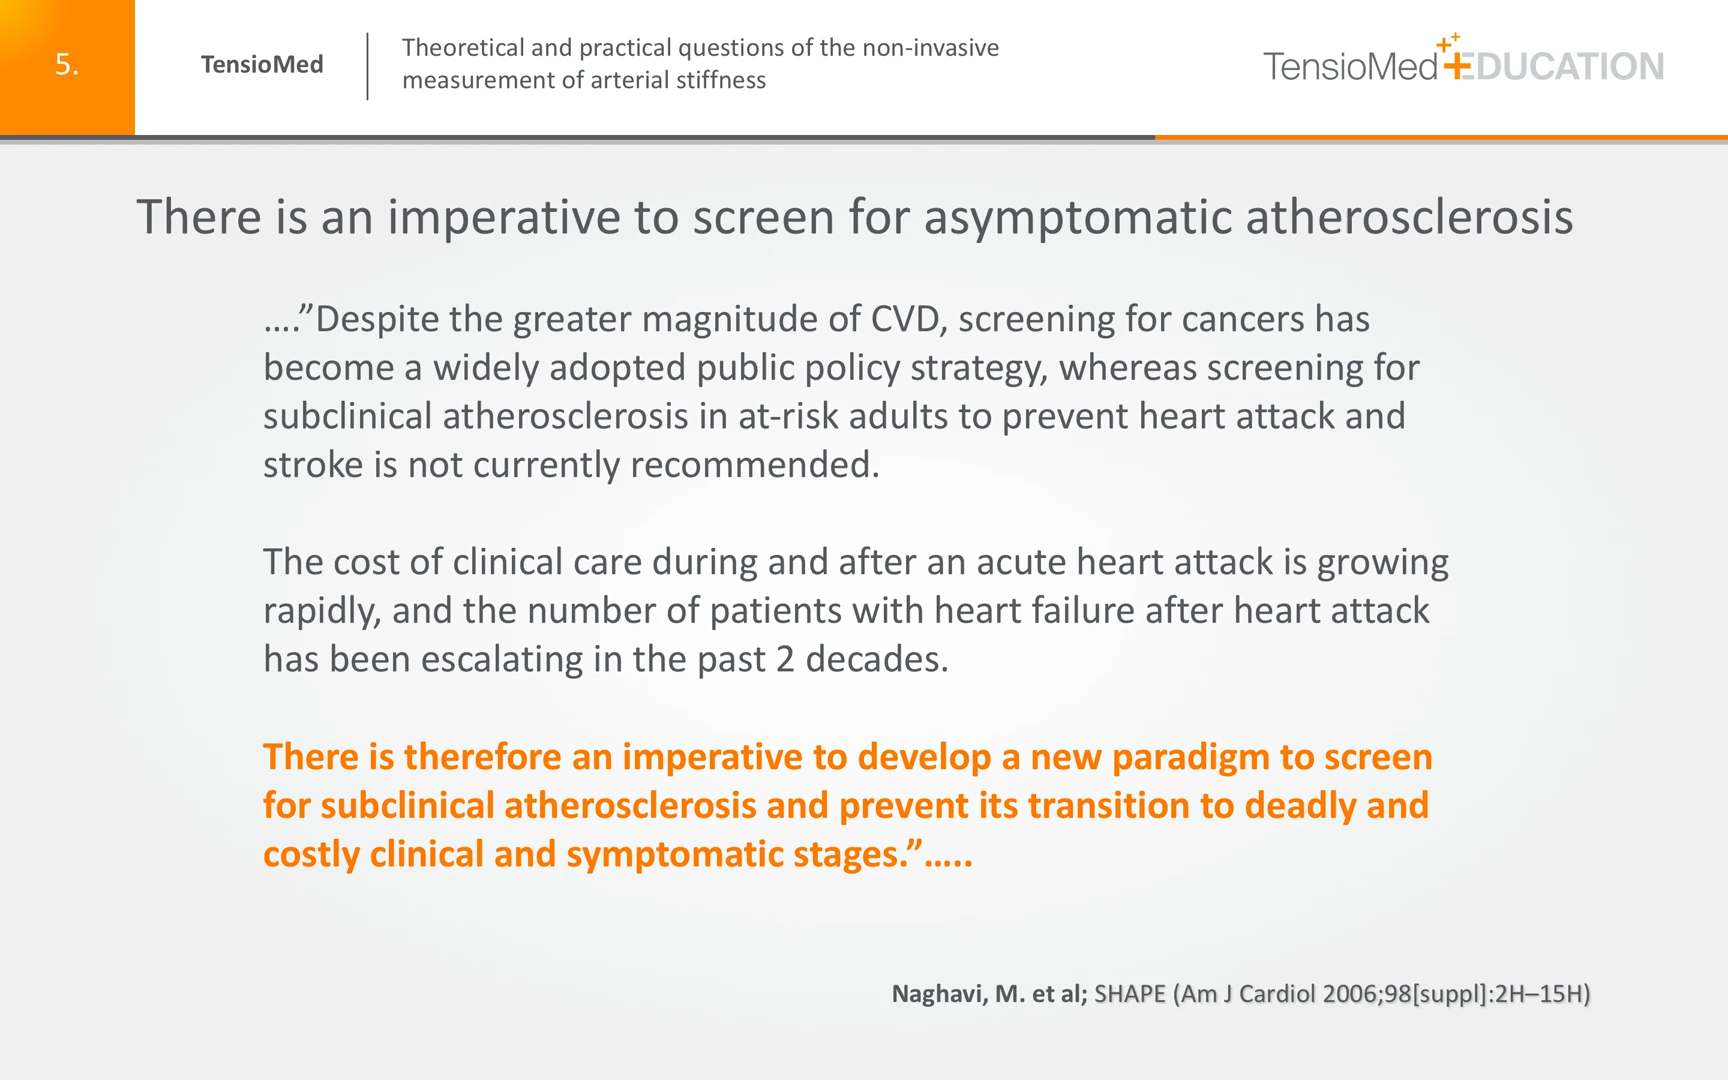 5.
TensioMed
Theoretical and practical questions of the non-invasive
measurement of arterial stiffness
TensioMed EDUCATION
There is an imperative to screen for asymptomatic atherosclerosis
….”Despite the greater magnitude of CVD, screening for cancers has
become a widely adopted public policy strategy, whereas screening for
subclinical atherosclerosis in at-risk adults to prevent heart attack and
stroke is not currently recommended.
The cost of clinical care during and after an acute heart attack is growing
rapidly, and the number of patients with heart failure after heart attack
has been escalating in the past 2 decades.
There is therefore an imperative to develop a new paradigm to screen
for subclinical atherosclerosis and prevent its transition to deadly and
costly clinical and symptomatic stages.”…..
Naghavi, M. et al; SHAPE (Am J Cardiol 2006;98[suppl]:2H–15H)